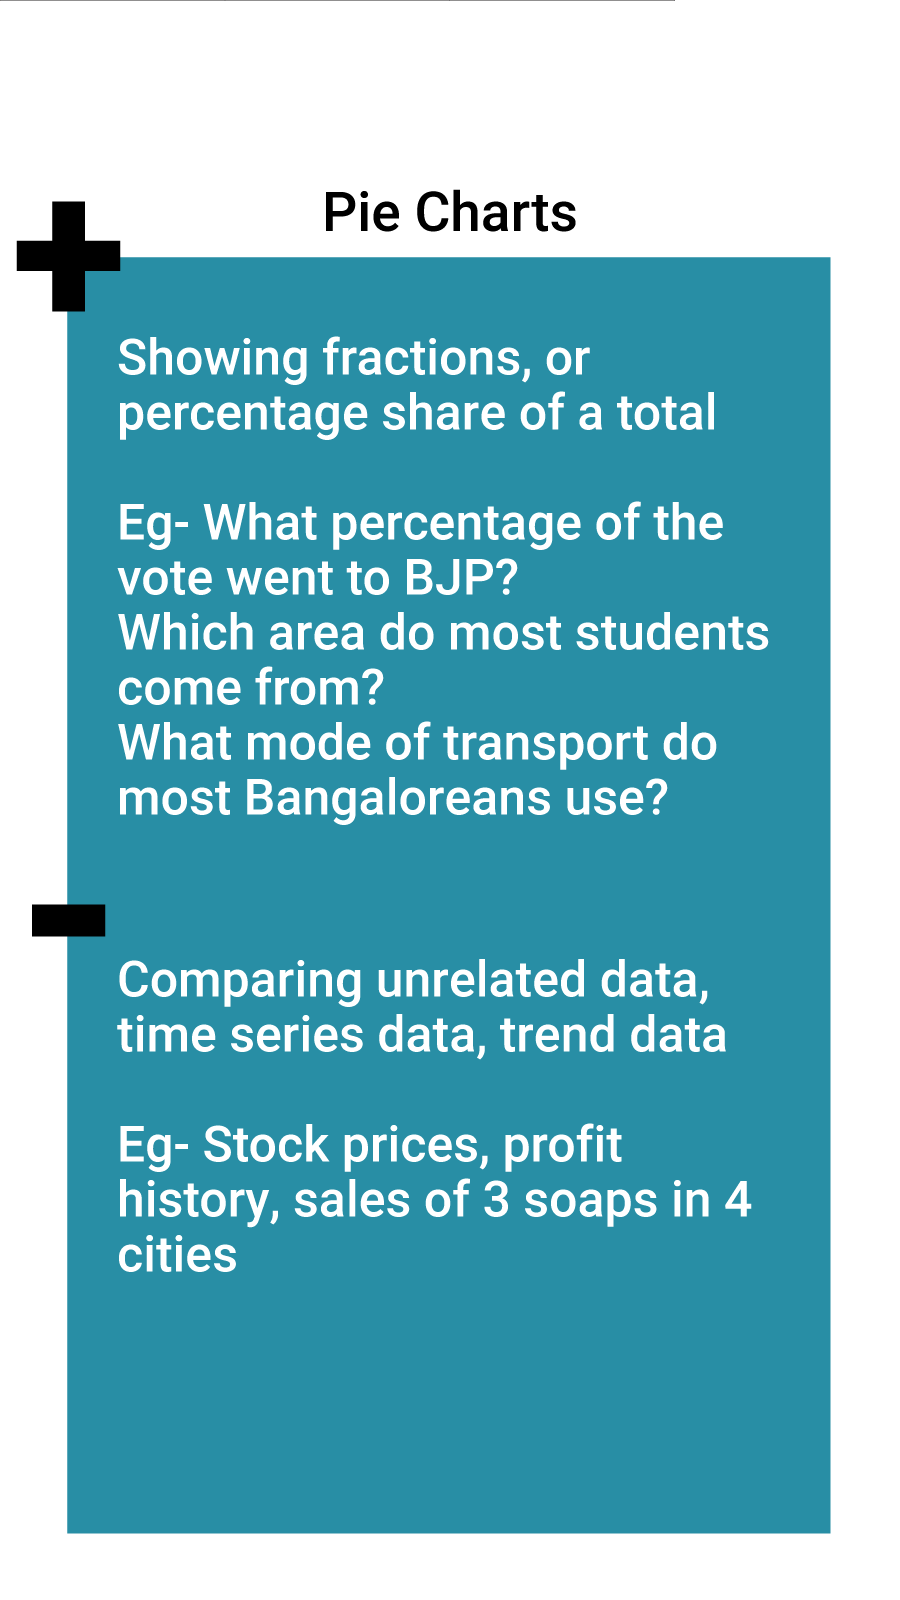 Pie Charts
Showing fractions, or
percentage share of a total
Eg- What percentage of the
vote went to BJP?
Which area do most students
come from?
What mode of transport do
most Bangaloreans use?
Comparing unrelated data,
time series data, trend data
Eg- Stock prices, profit
history, sales of 3 soaps in 4
cities